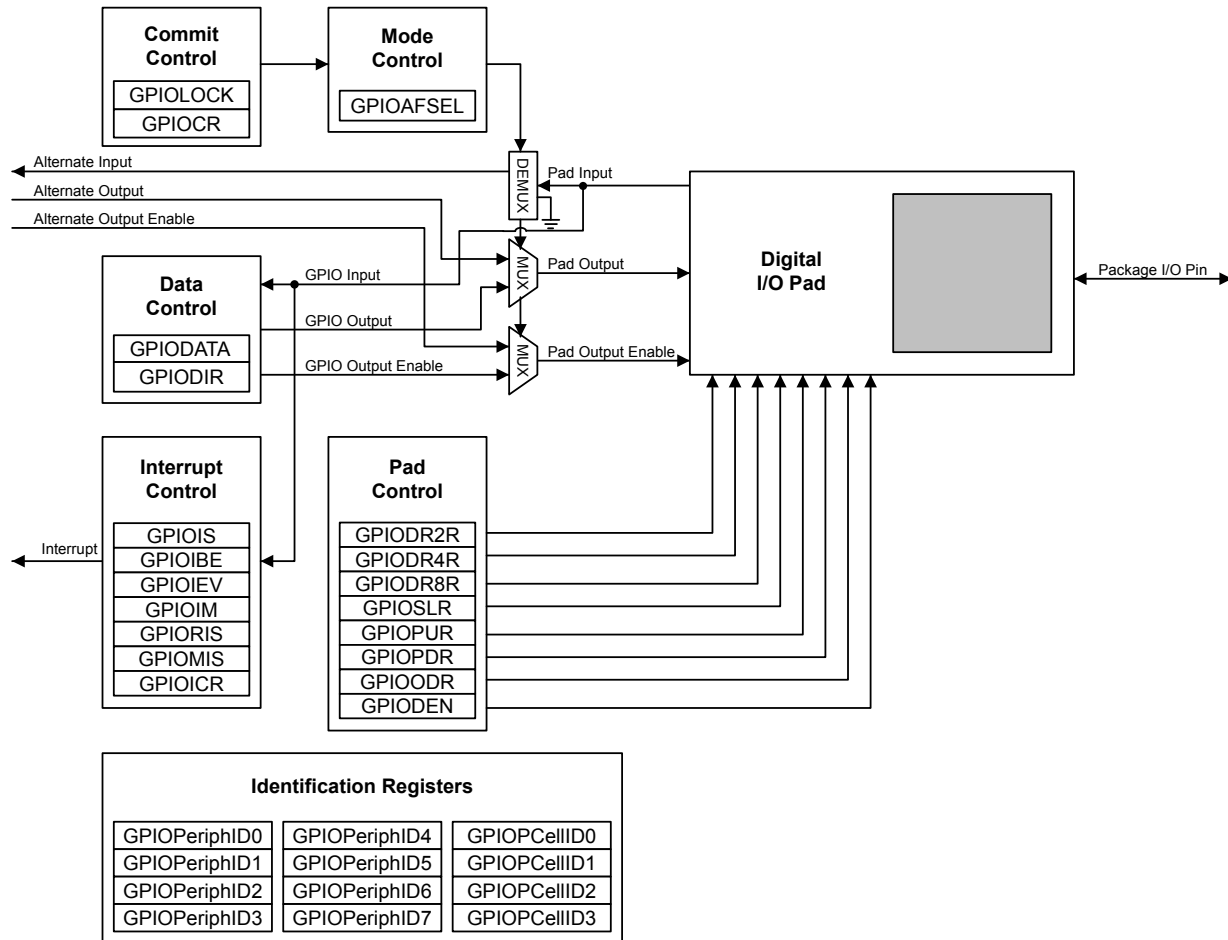 Commit
Control
GPIOLOCK
GPIOCR
Mode
Control
GPIOAFSEL
Alternate Input
Alternate Output
Alternate Output Enable
DEMUX
Pad Input
MUX
Pad Output
MUX
Pad Output Enable
Digital
I/O Pad
Package I/O Pin
Data
Control
GPIODATA
GPIODIR
GPIO Input
GPIO Output
GPIO Output Enable
Interrupt
Control
GPIOIS
GPIOIBE
GPIOIEV
GPIOIM
GPIORIS
GPIOMIS
GPIOICR
Interrupt
Pad
Control
GPIODR2R
GPIODR4R
GPIODR8R
GPIOSLR
GPIOPUR
GPIOPDR
GPIOODR
GPIODEN
Identification Registers
GPIOPeriphID0
GPIOPeriphID1
GPIOPeriphID2
GPIOPeriphID3
GPIOPeriphID4
GPIOPeriphID5
GPIOPeriphID6
GPIOPeriphID7
GPIOPCellID0
GPIOPCellID1
GPIOPCellID2
GPIOPCellID3